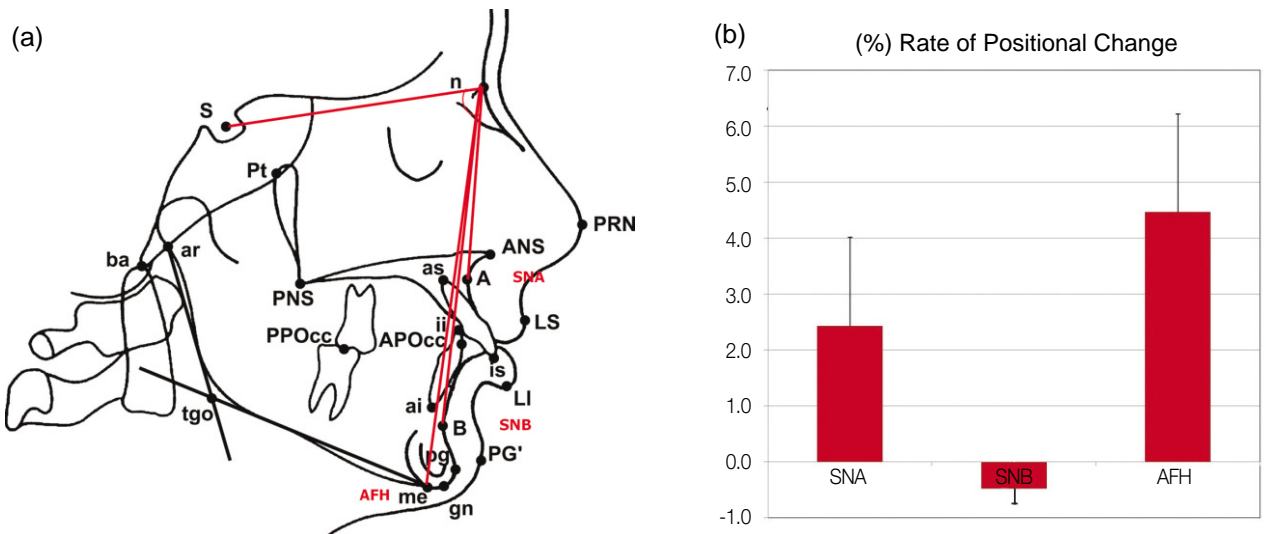 (a)
n
S
Pt
PRN
ar
ba
ANS
as
A
SNA
PNS
LS
ii
PPOcc
APOcc
is
LI
ai
tgo
B
SNB
pg
PG'
AFH
me
gn
(b)
(%) Rate of Positional Change
7.0
6.0
5.0
4.0
3.0
2.0
1.0
0.0
-1.0
SNA
SNB
AFH